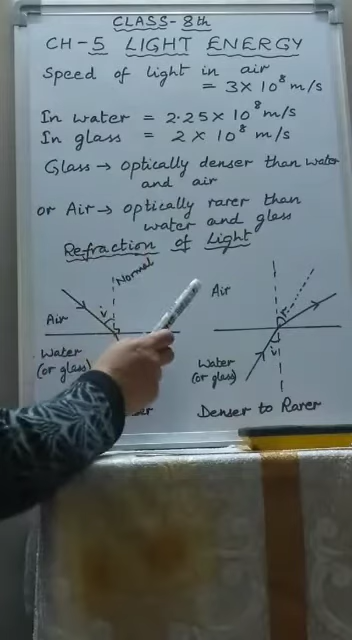 CLASS-8th
CH-5 LIGHT ENERGY
Speed of light in air
= 3×10⁸ m/s
In water = 2.25×10⁸ m/s
In glass = 2×10⁸ m/s
Glass → optically denser than water
and air
or Air → optically rarer than
water and glass
Refraction of Light
Normal
i
Air
Water
(or glass)
Air
r
i
Water
(or glass)
Denser to Rarer